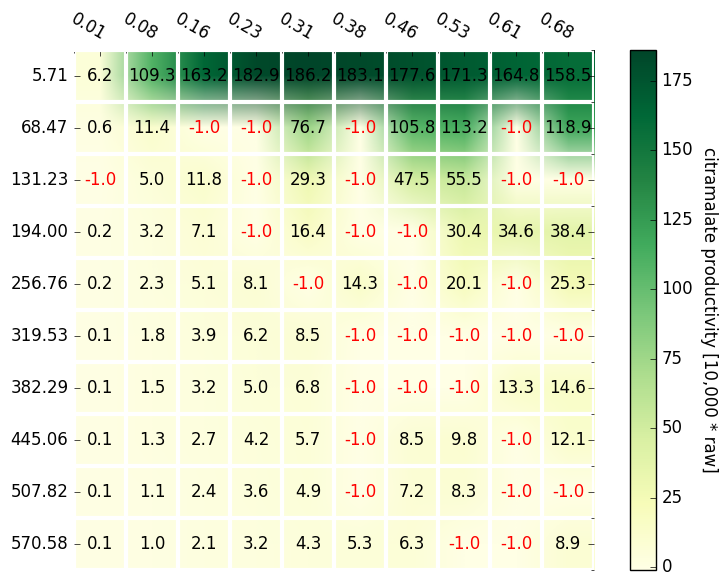 0.01 0.08 0.16 0.23 0.31 0.38 0.46 0.53 0.61 0.68
5.71 6.2 109.3 163.2 182.9 186.2 183.1 177.6 171.3 164.8 158.5
68.47 0.6 11.4 -1.0 -1.0 76.7 -1.0 105.8 113.2 -1.0 118.9
131.23 -1.0 5.0 11.8 -1.0 29.3 -1.0 47.5 55.5 -1.0 -1.0
194.00 0.2 3.2 7.1 -1.0 16.4 -1.0 -1.0 30.4 34.6 38.4
256.76 0.2 2.3 5.1 8.1 -1.0 14.3 -1.0 20.1 -1.0 25.3
319.53 0.1 1.8 3.9 6.2 8.5 -1.0 -1.0 -1.0 -1.0 -1.0
382.29 0.1 1.5 3.2 5.0 6.8 -1.0 -1.0 -1.0 13.3 14.6
445.06 0.1 1.3 2.7 4.2 5.7 -1.0 8.5 9.8 -1.0 12.1
507.82 0.1 1.1 2.4 3.6 4.9 -1.0 7.2 8.3 -1.0 -1.0
570.58 0.1 1.0 2.1 3.2 4.3 5.3 6.3 -1.0 -1.0 8.9
175
150
125
100
75
50
25
0
citramalate productivity [10,000 * raw]